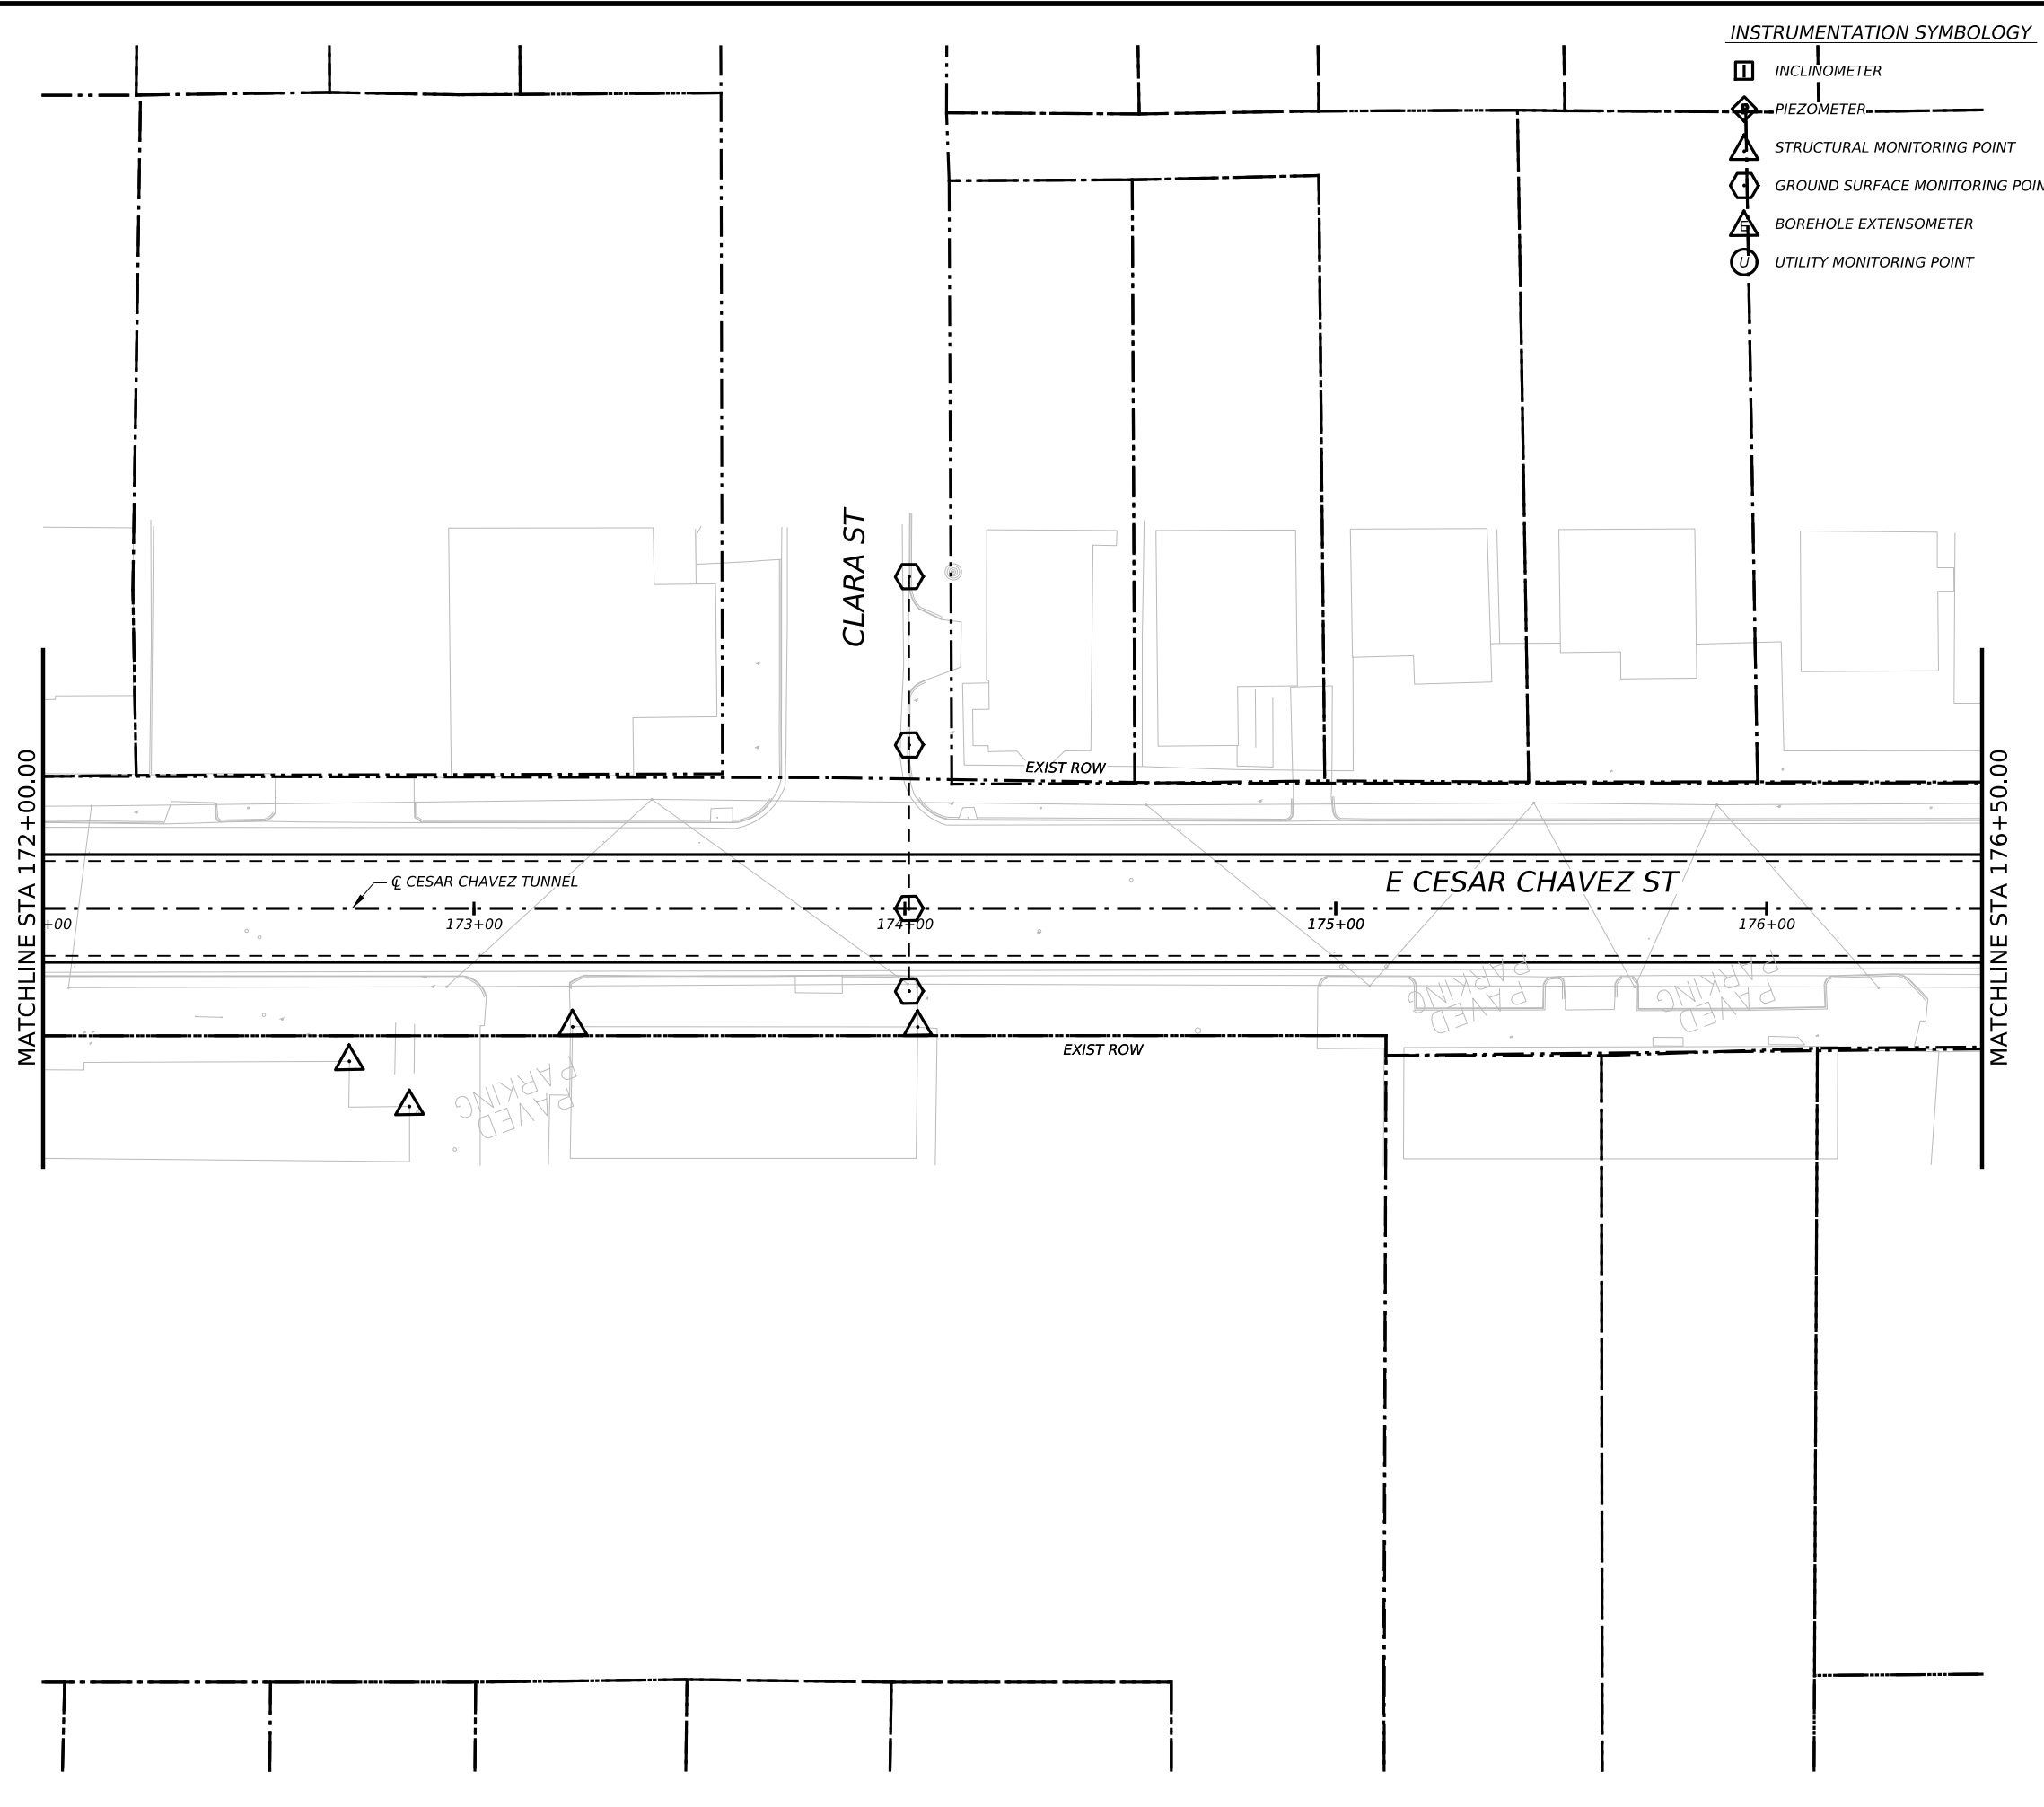 INSTRUMENTATION SYMBOLOGY
I INCLINOMETER
P PIEZOMETER
STRUCTURAL MONITORING POINT
GROUND SURFACE MONITORING POIN
E BOREHOLE EXTENSOMETER
U UTILITY MONITORING POINT
CLARA ST
EXIST ROW
MATCHLINE STA 172+00.00
MATCHLINE STA 176+50.00
℄ CESAR CHAVEZ TUNNEL
E CESAR CHAVEZ ST
+00
173+00
174+00
175+00
176+00
PAVED
PARKING
PAVED
PARKING
EXIST ROW
PAVED
PARKING